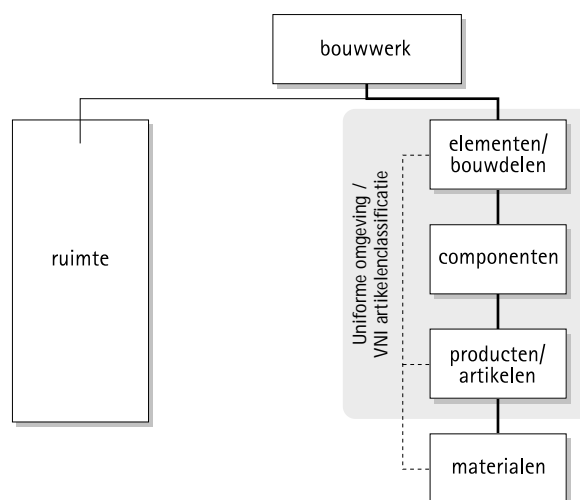 bouwwerk
ruimte
Uniforme omgeving /
VNI artikelenclassificatie
elementen/
bouwdelen
componenten
producten/
artikelen
materialen